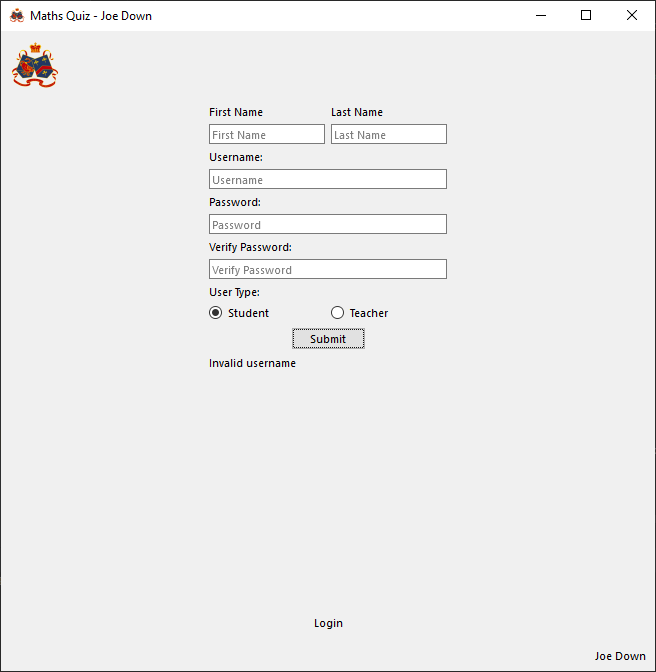 Maths Quiz - Joe Down
First Name Last Name
First Name Last Name
Username:
Username
Password:
Password
Verify Password:
Verify Password
User Type:
Student Teacher
Submit
Invalid username
Login
Joe Down